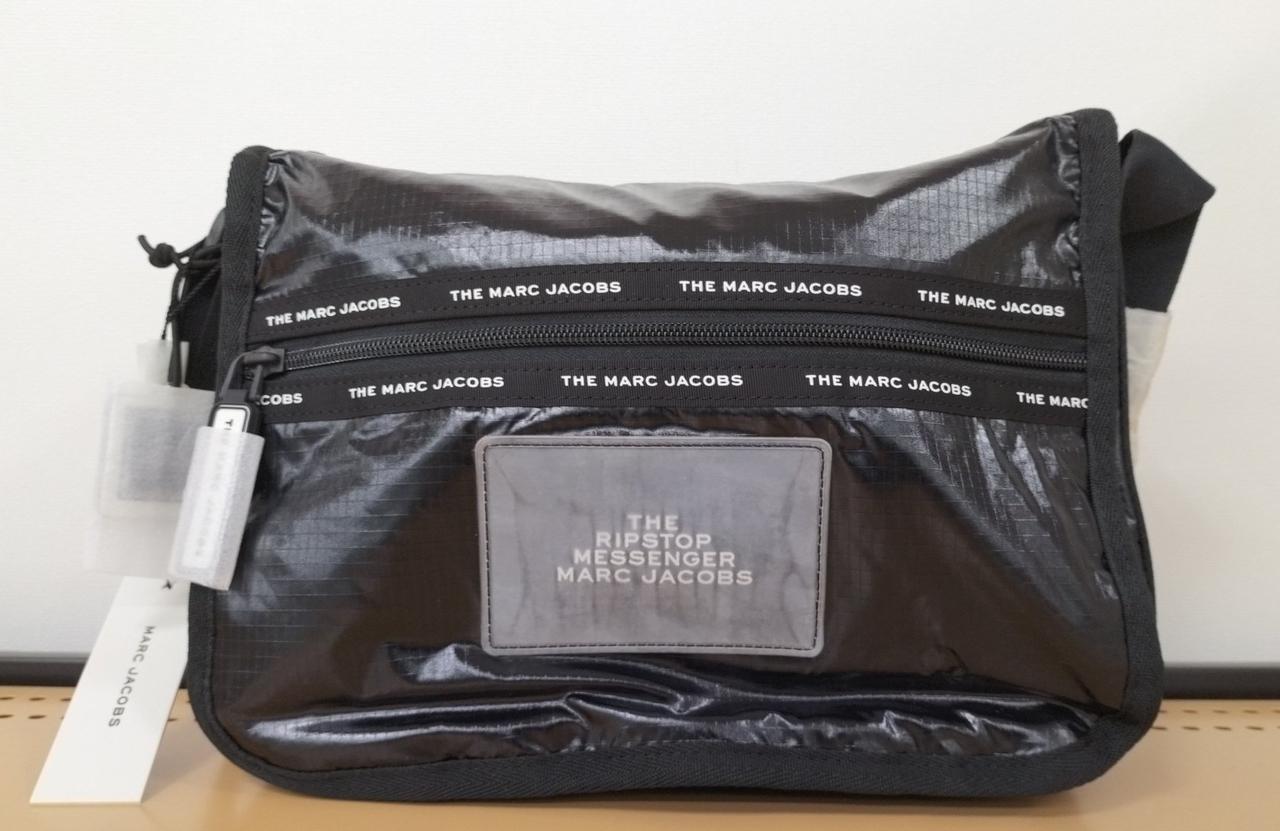 THE MARC JACOBS THE MARC JACOBS THE MARC JACOBS THE MARC JACOBS
COBS THE MARC JACOBS THE MARC JACOBS THE MARC JACOBS THE MARC
THE
RIPSTOP
MESSENGER
MARC JACOBS
MARC JACOBS